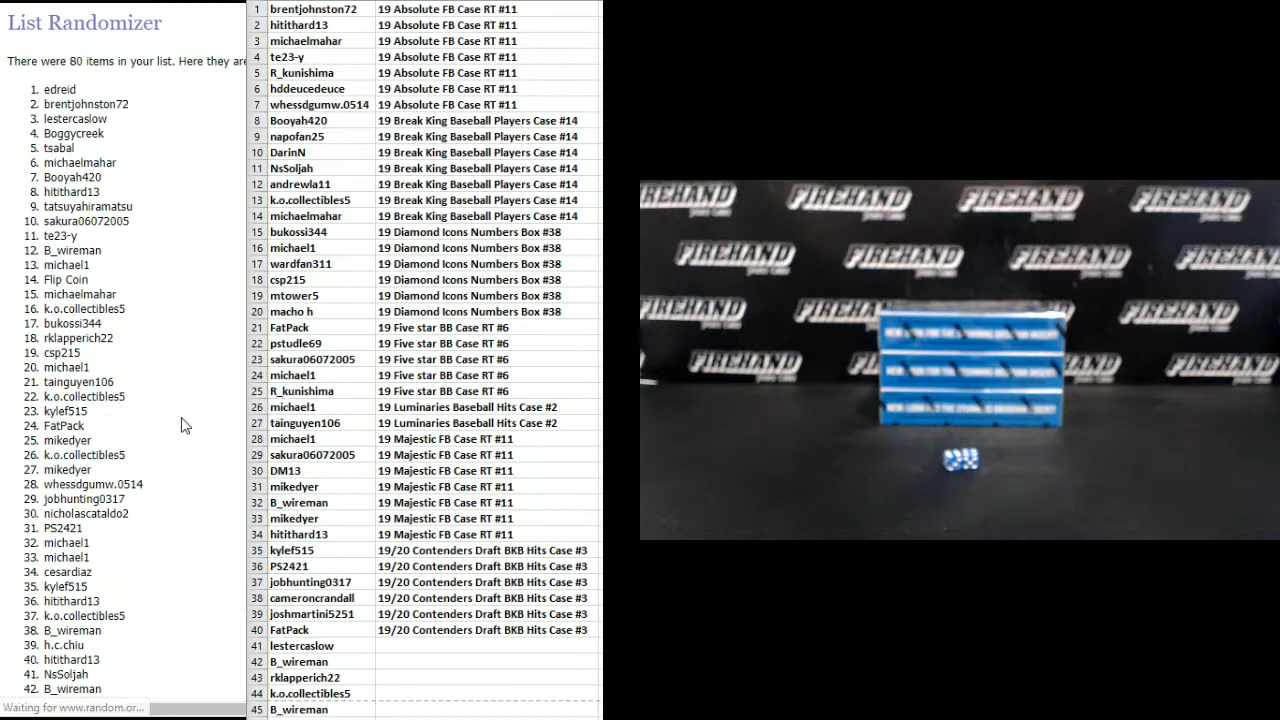 List Randomizer
There were 80 items in your list. Here they are
1. edreid
2. brentjohnston72
3. lestercaslow
4. Boggycreek
5. tsabal
6. michaelmahar
7. Booyah420
8. hitithard13
9. tatsuyahiramatsu
10. sakura06072005
11. te23-y
12. B_wireman
13. michael1
14. Flip Coin
15. michaelmahar
16. k.o.collectibles5
17. bukossi344
18. rklapperich22
19. csp215
20. michael1
21. tainguyen106
22. k.o.collectibles5
23. kylef515
24. FatPack
25. mikedyer
26. k.o.collectibles5
27. mikedyer
28. whessdgumw.0514
29. jobhunting0317
30. nicholascataldo2
31. PS2421
32. michael1
33. michael1
34. cesardiaz
35. kylef515
36. hitithard13
37. k.o.collectibles5
38. B_wireman
39. h.c.chiu
40. hitithard13
41. NsSoljah
42. B_wireman
Waiting for www.random.or...
1 brentjohnston72 19 Absolute FB Case RT #11
2 hitithard13 19 Absolute FB Case RT #11
3 michaelmahar 19 Absolute FB Case RT #11
4 te23-y 19 Absolute FB Case RT #11
5 R_kunishima 19 Absolute FB Case RT #11
6 hddeucedeuce 19 Absolute FB Case RT #11
7 whessdgumw.0514 19 Absolute FB Case RT #11
8 Booyah420 19 Break King Baseball Players Case #14
9 napofan25 19 Break King Baseball Players Case #14
10 DarinN 19 Break King Baseball Players Case #14
11 NsSoljah 19 Break King Baseball Players Case #14
12 andrewla11 19 Break King Baseball Players Case #14
13 k.o.collectibles5 19 Break King Baseball Players Case #14
14 michaelmahar 19 Break King Baseball Players Case #14
15 bukossi344 19 Diamond Icons Numbers Box #38
16 michael1 19 Diamond Icons Numbers Box #38
17 wardfan311 19 Diamond Icons Numbers Box #38
18 csp215 19 Diamond Icons Numbers Box #38
19 mtower5 19 Diamond Icons Numbers Box #38
20 macho h 19 Diamond Icons Numbers Box #38
21 FatPack 19 Five star BB Case RT #6
22 pstudle69 19 Five star BB Case RT #6
23 sakura06072005 19 Five star BB Case RT #6
24 michael1 19 Five star BB Case RT #6
25 R_kunishima 19 Five star BB Case RT #6
26 michael1 19 Luminaries Baseball Hits Case #2
27 tainguyen106 19 Luminaries Baseball Hits Case #2
28 michael1 19 Majestic FB Case RT #11
29 sakura06072005 19 Majestic FB Case RT #11
30 DM13 19 Majestic FB Case RT #11
31 mikedyer 19 Majestic FB Case RT #11
32 B_wireman 19 Majestic FB Case RT #11
33 mikedyer 19 Majestic FB Case RT #11
34 hitithard13 19 Majestic FB Case RT #11
35 kylef515 19/20 Contenders Draft BKB Hits Case #3
36 PS2421 19/20 Contenders Draft BKB Hits Case #3
37 jobhunting0317 19/20 Contenders Draft BKB Hits Case #3
38 cameroncrandall 19/20 Contenders Draft BKB Hits Case #3
39 joshmartini5251 19/20 Contenders Draft BKB Hits Case #3
40 FatPack 19/20 Contenders Draft BKB Hits Case #3
41 lestercaslow
42 B_wireman
43 rklapperich22
44 k.o.collectibles5
45 B_wireman
FIREHAND FIREHAND FIREHAND FIREHAND
FIREHAND FIREHAND FIREHAND
FIREHAND FIREHAND FIREHAND FIREHAND
FIREHAND FIREHAND FIREHAND